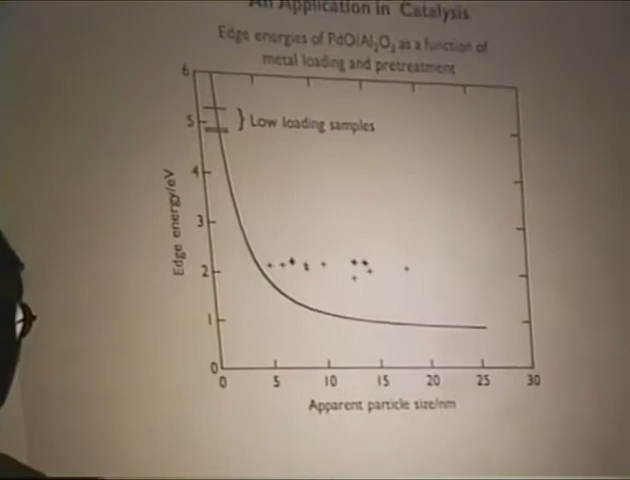 An Application in Catalysis
Edge energies of PdO/Al₂O₃ as a function of
metal loading and pretreatment
6
5
} Low loading samples
4
3
2
1
0
Edge energy/eV
0 5 10 15 20 25 30
Apparent particle size/nm